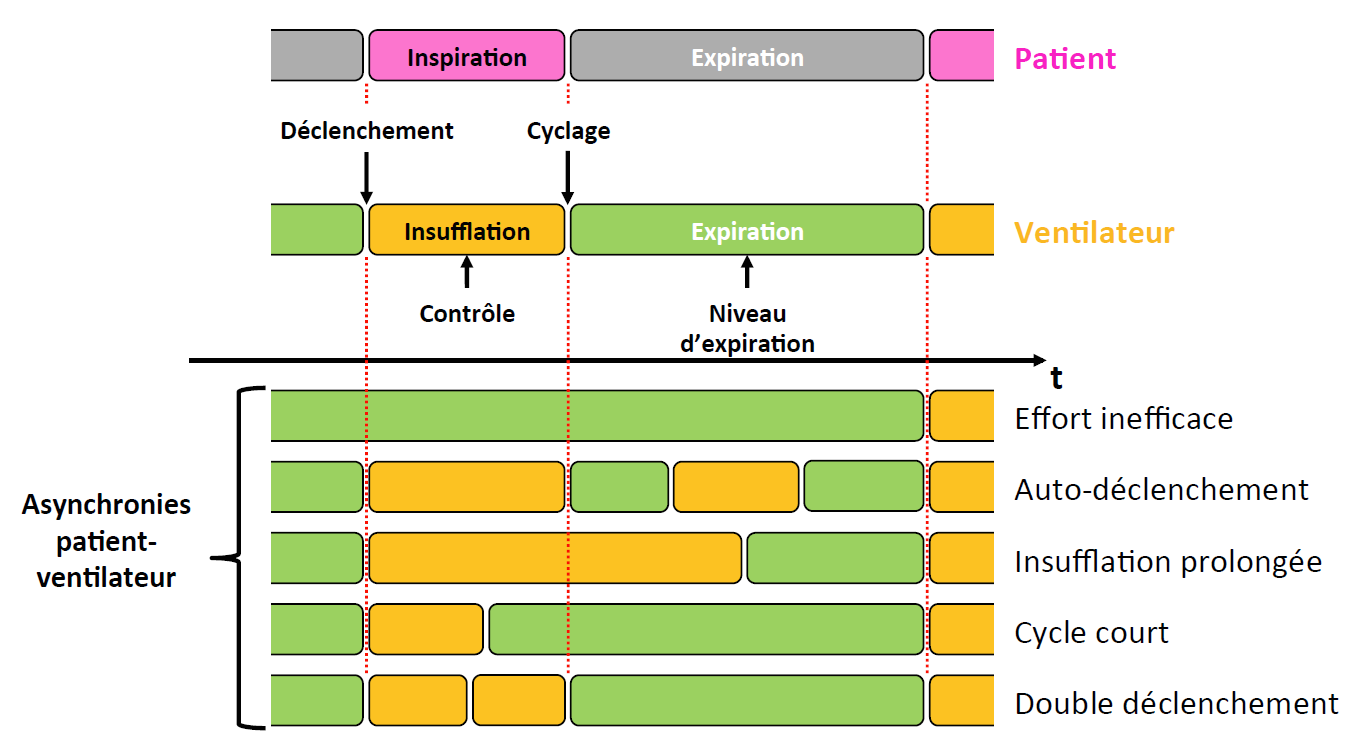 Inspiration
Expiration
Patient
Déclenchement
Cyclage
Insufflation
Expiration
Ventilateur
Contrôle
Niveau
d’expiration
t
Asynchronies
patient-
ventilateur
Effort inefficace
Auto-déclenchement
Insufflation prolongée
Cycle court
Double déclenchement